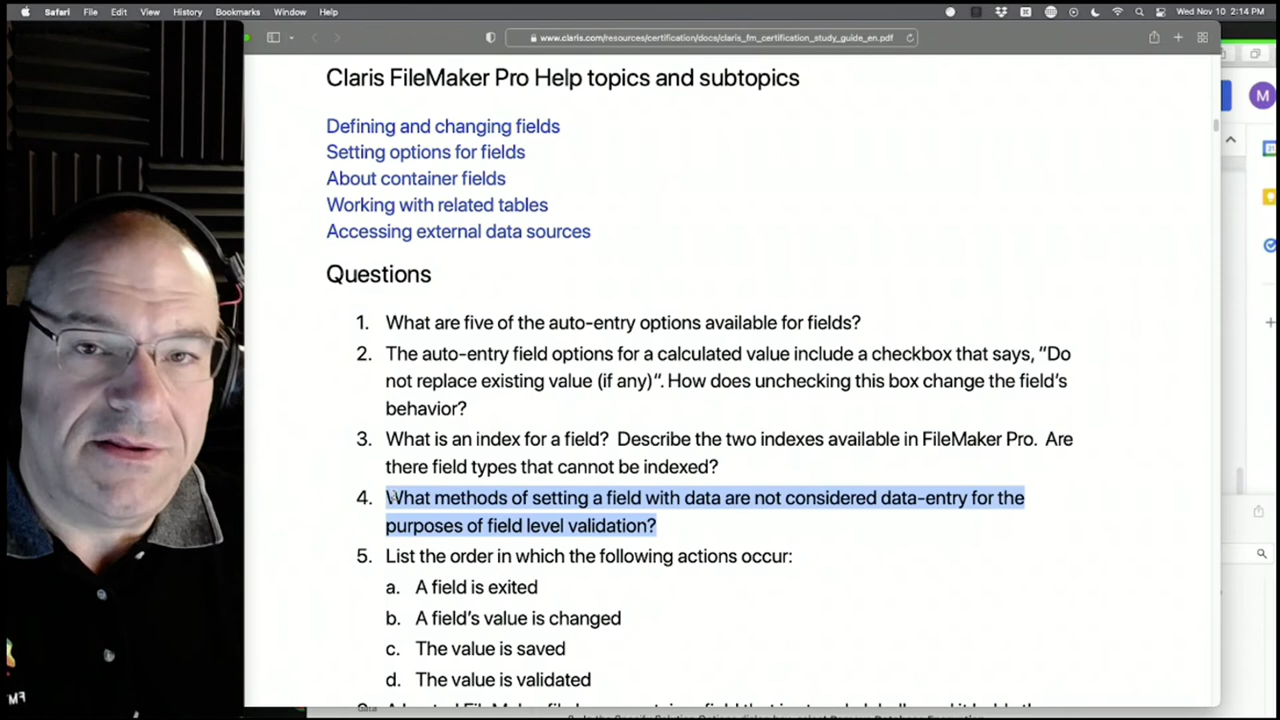 Safari File Edit View History Bookmarks Window Help
Wed Nov 10 2:14 PM
www.claris.com/resources/certification/docs/claris_fm_certification_study_guide_en.pdf
M
Claris FileMaker Pro Help topics and subtopics
Defining and changing fields
Setting options for fields
About container fields
Working with related tables
Accessing external data sources
Questions
1. What are five of the auto-entry options available for fields?
2. The auto-entry field options for a calculated value include a checkbox that says, "Do
not replace existing value (if any)". How does unchecking this box change the field's
behavior?
3. What is an index for a field? Describe the two indexes available in FileMaker Pro. Are
there field types that cannot be indexed?
4. What methods of setting a field with data are not considered data-entry for the
purposes of field level validation?
5. List the order in which the following actions occur:
a. A field is exited
b. A field's value is changed
c. The value is saved
d. The value is validated